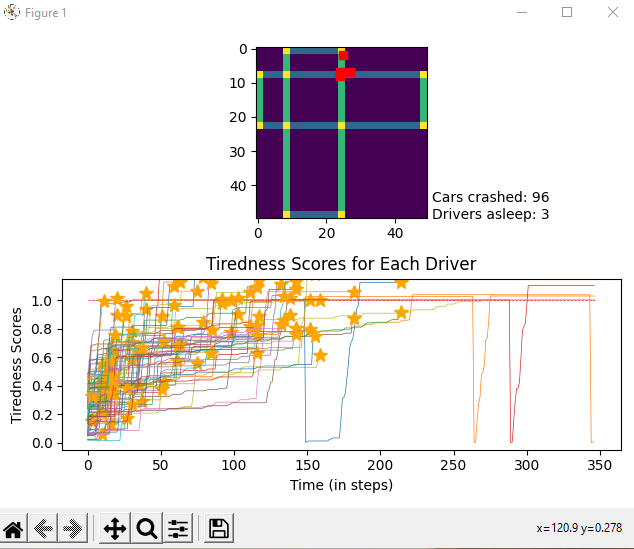 Figure 1
0
10
20
30
40
0 20 40
Cars crashed: 96
Drivers asleep: 3
Tiredness Scores for Each Driver
1.0
0.8
0.6
0.4
0.2
0.0
Tiredness Scores
0 50 100 150 200 250 300 350
Time (in steps)
x=120.9 y=0.278